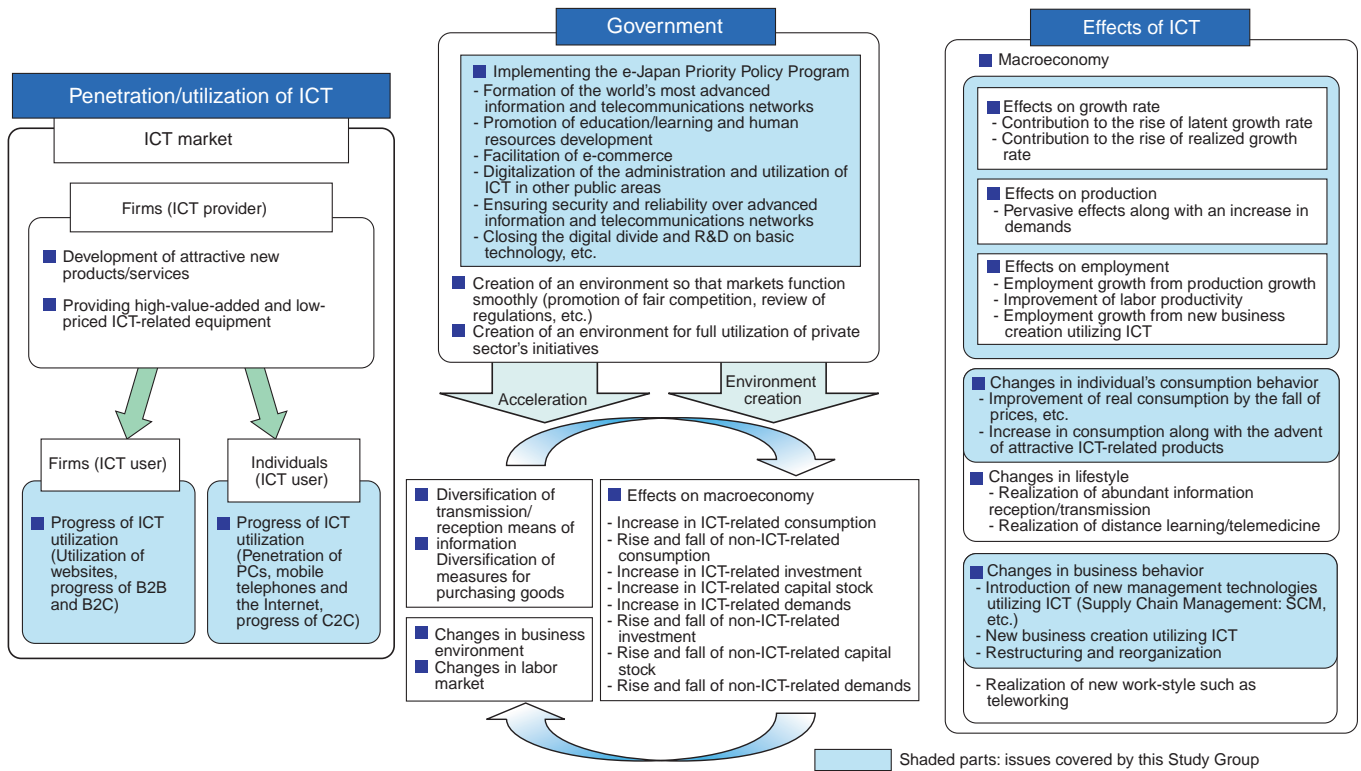 Penetration/utilization of ICT
ICT market
Firms (ICT provider)
Development of attractive new
products/services
Providing high-value-added and low-
priced ICT-related equipment
Firms (ICT user)
Progress of ICT
utilization
(Utilization of
websites,
progress of B2B
and B2C)
Individuals
(ICT user)
Progress of ICT
utilization
(Penetration of
PCs, mobile
telephones and
the Internet,
progress of C2C)
Government
Implementing the e-Japan Priority Policy Program
- Formation of the world's most advanced
information and telecommunications networks
- Promotion of education/learning and human
resources development
- Facilitation of e-commerce
- Digitalization of the administration and utilization of
ICT in other public areas
- Ensuring security and reliability over advanced
information and telecommunications networks
- Closing the digital divide and R&D on basic
technology, etc.
Creation of an environment so that markets function
smoothly (promotion of fair competition, review of
regulations, etc.)
Creation of an environment for full utilization of private
sector's initiatives
Acceleration
Environment
creation
Diversification of
transmission/
reception means of
information
Diversification of
measures for
purchasing goods
Changes in business
environment
Changes in labor
market
Effects on macroeconomy
- Increase in ICT-related consumption
- Rise and fall of non-ICT-related
consumption
- Increase in ICT-related investment
- Increase in ICT-related capital stock
- Increase in ICT-related demands
- Rise and fall of non-ICT-related
investment
- Rise and fall of non-ICT-related capital
stock
- Rise and fall of non-ICT-related demands
Effects of ICT
Macroeconomy
Effects on growth rate
- Contribution to the rise of latent growth rate
- Contribution to the rise of realized growth
rate
Effects on production
- Pervasive effects along with an increase in
demands
Effects on employment
- Employment growth from production growth
- Improvement of labor productivity
- Employment growth from new business
creation utilizing ICT
Changes in individual's consumption behavior
- Improvement of real consumption by the fall of
prices, etc.
- Increase in consumption along with the advent
of attractive ICT-related products
Changes in lifestyle
- Realization of abundant information
reception/transmission
- Realization of distance learning/telemedicine
Changes in business behavior
- Introduction of new management technologies
utilizing ICT (Supply Chain Management: SCM,
etc.)
- New business creation utilizing ICT
- Restructuring and reorganization
- Realization of new work-style such as
teleworking
Shaded parts: issues covered by this Study Group